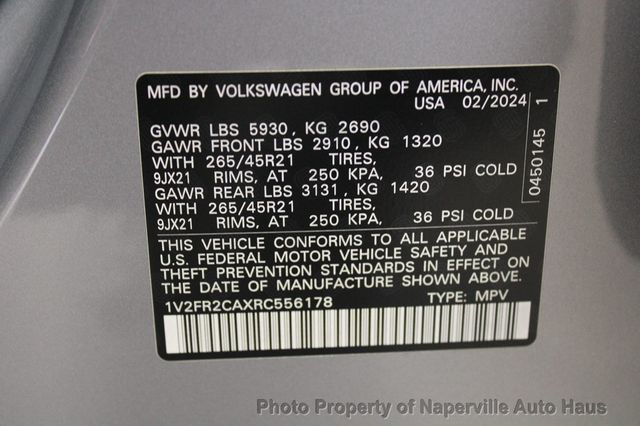 MFD BY VOLKSWAGEN GROUP OF AMERICA, INC.
USA 02/2024
GVWR LBS 5930, KG 2690
GAWR FRONT LBS 2910, KG 1320
WITH 265/45R21 TIRES,
9JX21 RIMS, AT 250 KPA, 36 PSI COLD
GAWR REAR LBS 3131, KG 1420
WITH 265/45R21 TIRES,
9JX21 RIMS, AT 250 KPA, 36 PSI COLD
0450145 1
THIS VEHICLE CONFORMS TO ALL APPLICABLE
U.S. FEDERAL MOTOR VEHICLE SAFETY AND
THEFT PREVENTION STANDARDS IN EFFECT ON
THE DATE OF MANUFACTURE SHOWN ABOVE.
1V2FR2CAXRC556178 TYPE: MPV
Photo Property of Naperville Auto Haus